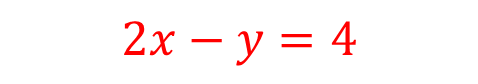 2𝑥 − 𝑦 = 4